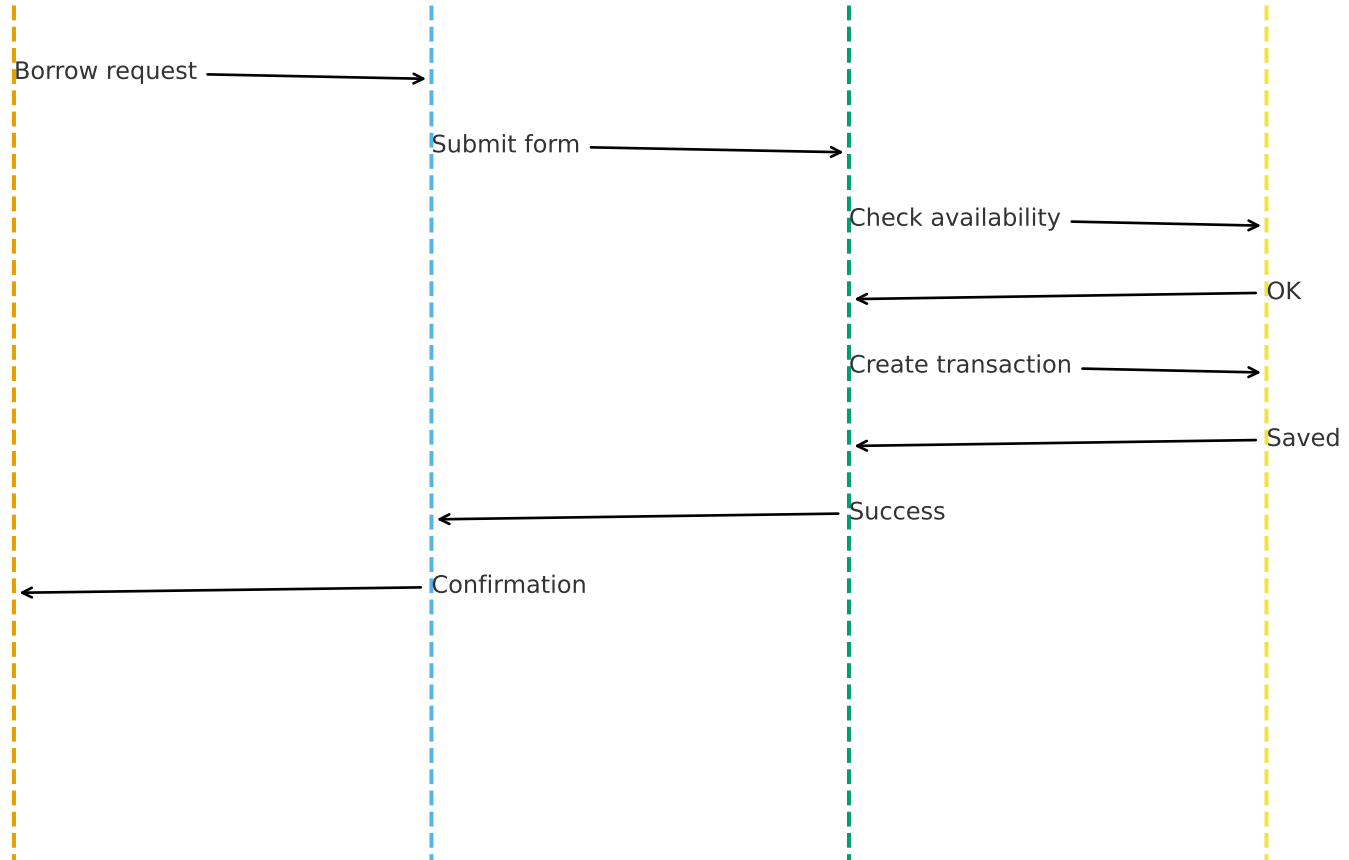 Borrow request
Submit form
Check availability
OK
Create transaction
Saved
Success
Confirmation